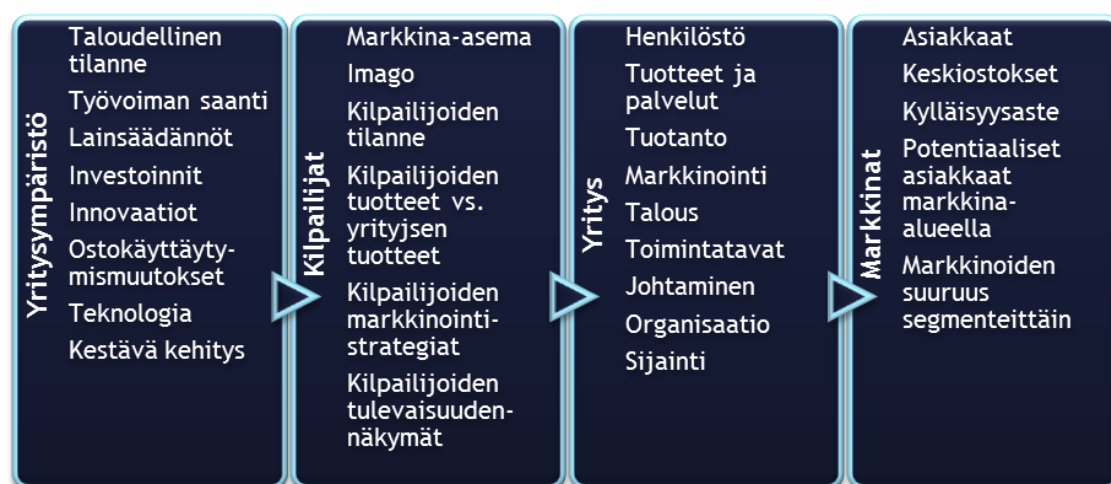 Yritysympäristö
Taloudellinen
tilanne
Työvoiman saanti
Lainsäädännöt
Investoinnit
Innovaatiot
Ostokäyttäyty-
mismuutokset
Teknologia
Kestävä kehitys
Kilpailijat
Markkina-asema
Imago
Kilpailijoiden
tilanne
Kilpailijoiden
tuotteet vs.
yrityjsen
tuotteet
Kilpailijoiden
markkinointi-
strategiat
Kilpailijoiden
tulevaisuuden-
näkymät
Yritys
Henkilöstö
Tuotteet ja
palvelut
Tuotanto
Markkinointi
Talous
Toimintatavat
Johtaminen
Organisaatio
Sijainti
Markkinat
Asiakkaat
Keskiostokset
Kylläisyysaste
Potentiaaliset
asiakkaat
markkina-
alueella
Markkinoiden
suuruus
segmenteittäin